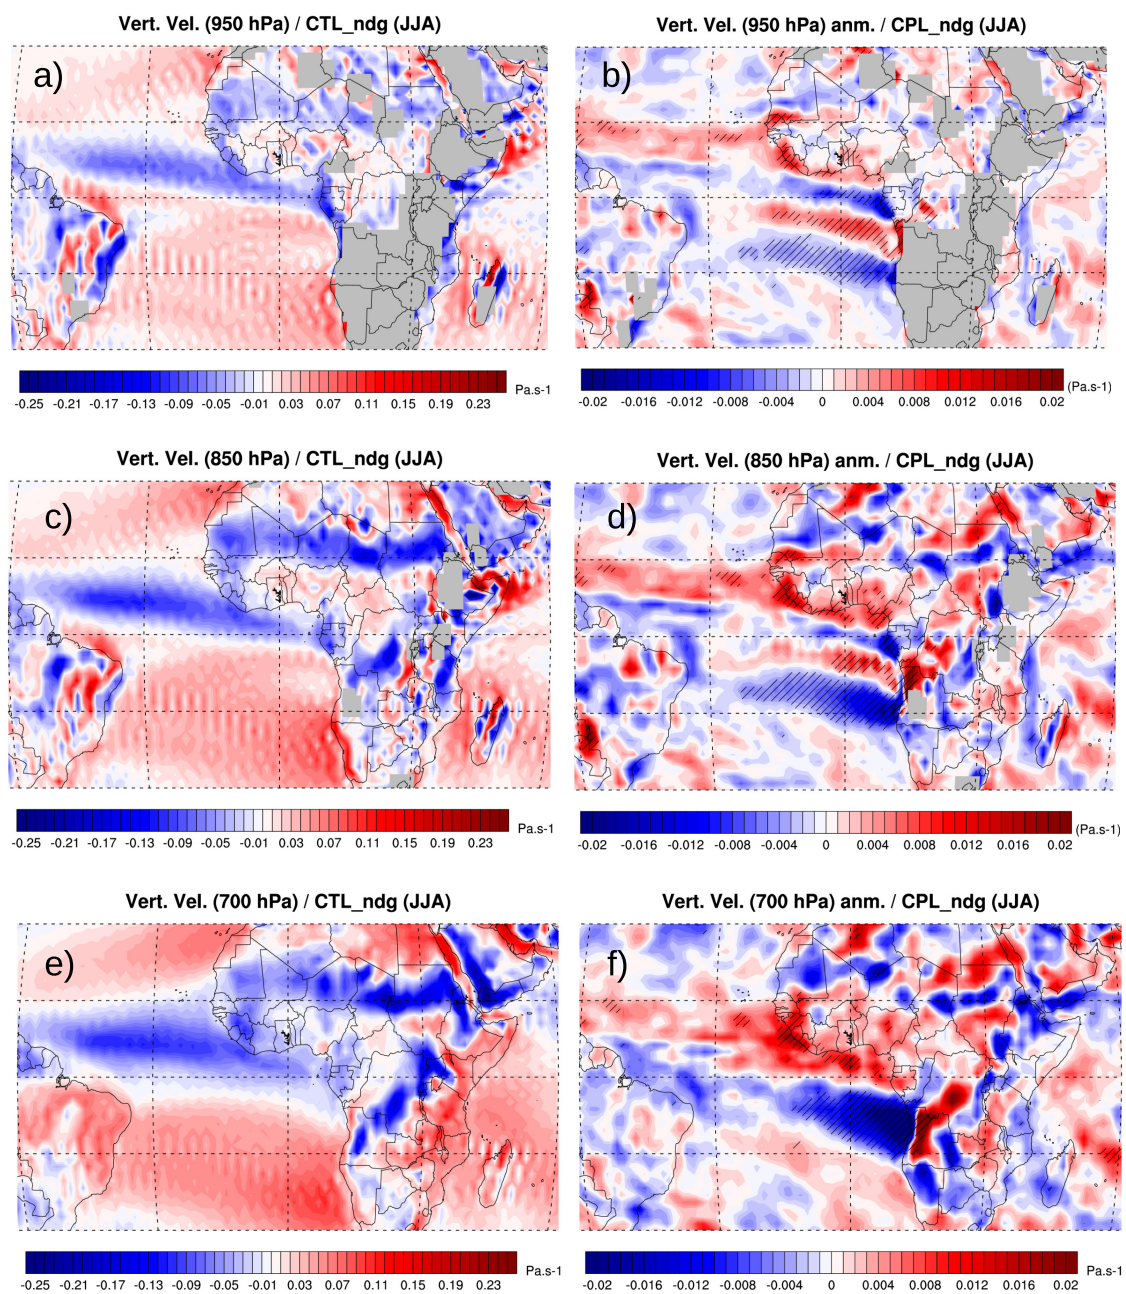 Vert. Vel. (950 hPa) / CTL_ndg (JJA)
Vert. Vel. (950 hPa) anm. / CPL_ndg (JJA)
a)
b)
Pa.s-1
-0.25 -0.21 -0.17 -0.13 -0.09 -0.05 -0.01 0.03 0.07 0.11 0.15 0.19 0.23
(Pa.s-1)
-0.02 -0.016 -0.012 -0.008 -0.004 0 0.004 0.008 0.012 0.016 0.02
Vert. Vel. (850 hPa) / CTL_ndg (JJA)
Vert. Vel. (850 hPa) anm. / CPL_ndg (JJA)
c)
d)
Pa.s-1
-0.25 -0.21 -0.17 -0.13 -0.09 -0.05 -0.01 0.03 0.07 0.11 0.15 0.19 0.23
(Pa.s-1)
-0.02 -0.016 -0.012 -0.008 -0.004 0 0.004 0.008 0.012 0.016 0.02
Vert. Vel. (700 hPa) / CTL_ndg (JJA)
Vert. Vel. (700 hPa) anm. / CPL_ndg (JJA)
e)
f)
Pa.s-1
-0.25 -0.21 -0.17 -0.13 -0.09 -0.05 -0.01 0.03 0.07 0.11 0.15 0.19 0.23
(Pa.s-1)
-0.02 -0.016 -0.012 -0.008 -0.004 0 0.004 0.008 0.012 0.016 0.02